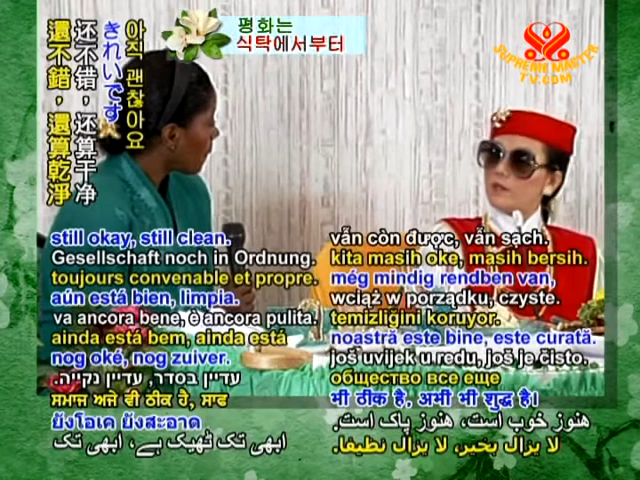 평화는
식탁에서부터
SUPREME MASTER
TV.COM
아직 괜찮아요
きれいです
还不错，还算干净
還不錯，還算乾淨
still okay, still clean.
Gesellschaft noch in Ordnung.
toujours convenable et propre.
aún está bien, limpia.
va ancora bene, è ancora pulita.
ainda está bem, ainda está
nog oké, nog zuiver.
עדיין בסדר, עדיין נקייה.
ਸਮਾਜ ਅਜੇ ਵੀ ਠੀਕ ਹੈ, ਸਾਫ
ยังโอเค ยังสะอาด
ابھی تک ٹھیک ہے، ابھی تک
vẫn còn được, vẫn sạch.
kita masih oke, masih bersih.
még mindig rendben van,
wciąż w porządku, czyste.
temizliğini koruyor.
noastră este bine, este curată.
još uvijek u redu, još je čisto.
общество все еще
भी ठीक है, अभी भी शुद्ध है।
هنوز خوب است، هنوز پاک است.
لا يزال بخير، لا يزال نظيفا.